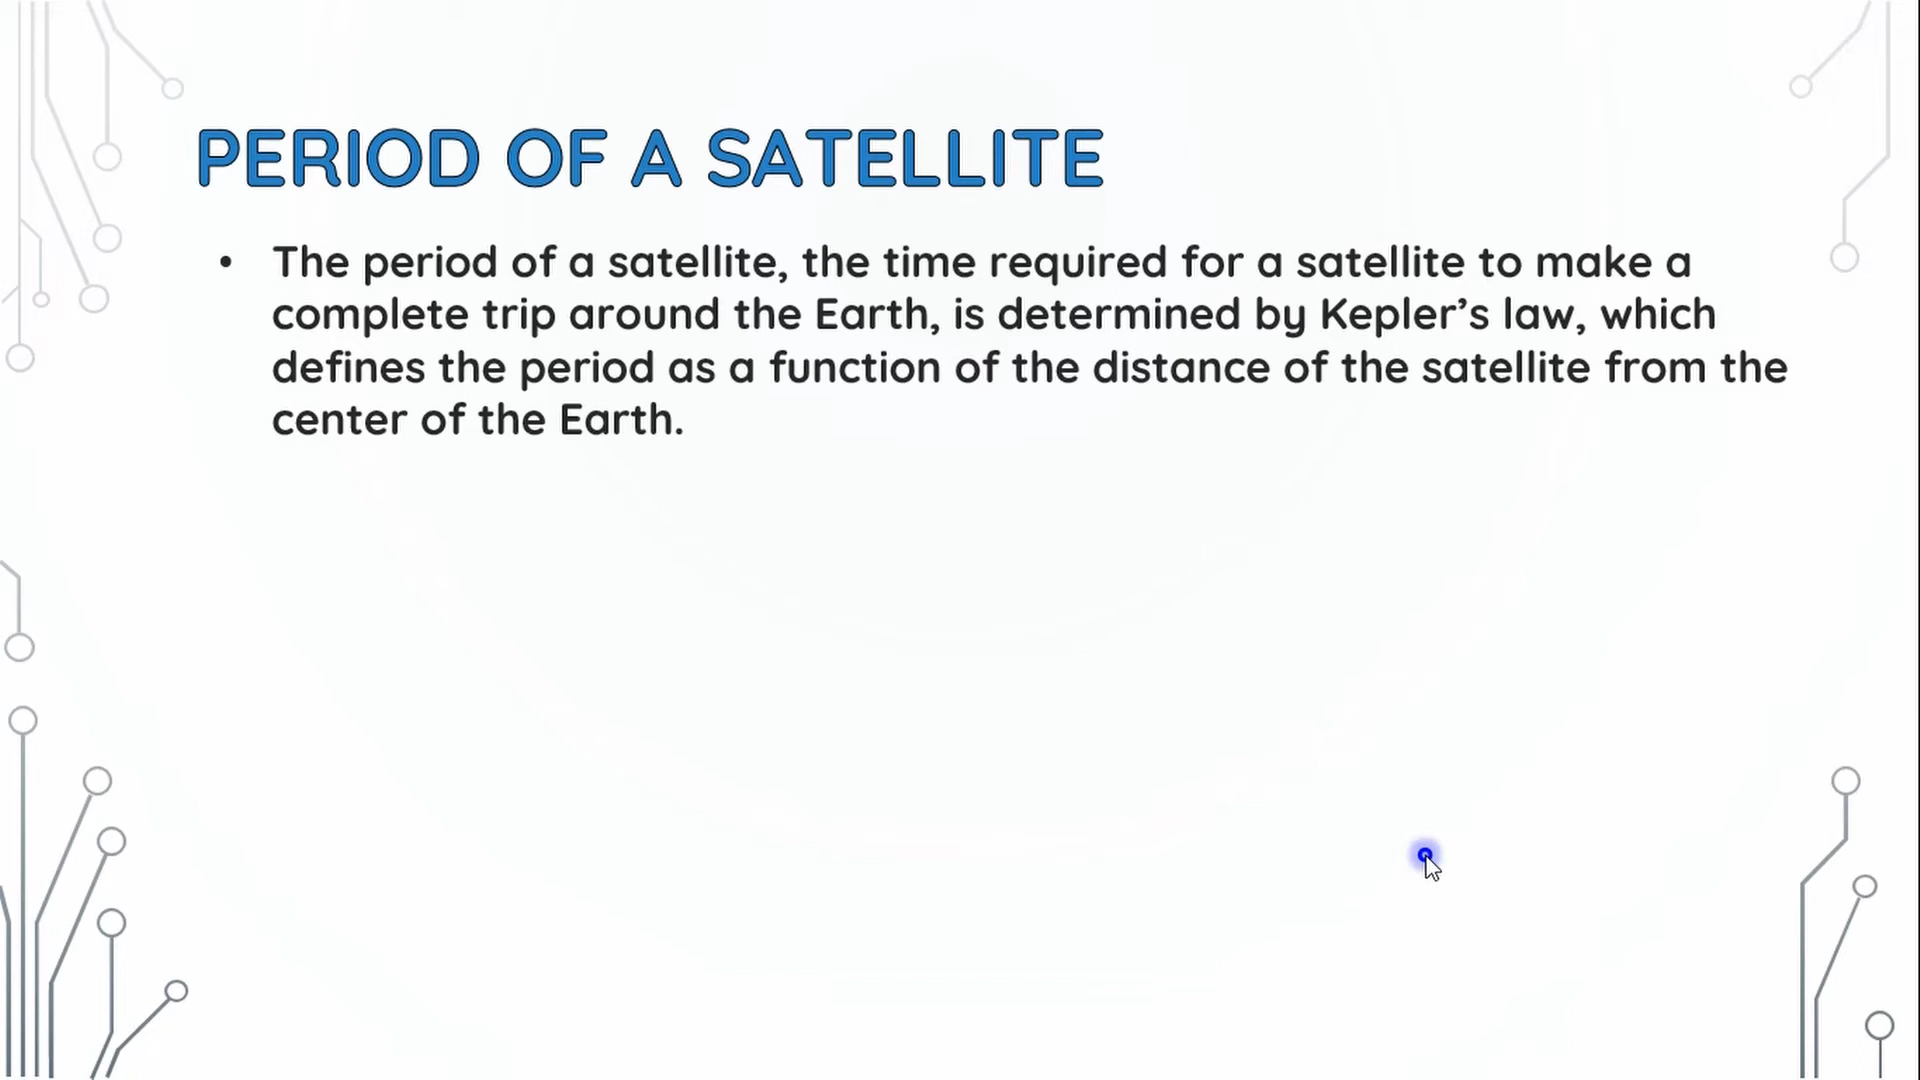 PERIOD OF A SATELLITE
• The period of a satellite, the time required for a satellite to make a
complete trip around the Earth, is determined by Kepler’s law, which
defines the period as a function of the distance of the satellite from the
center of the Earth.